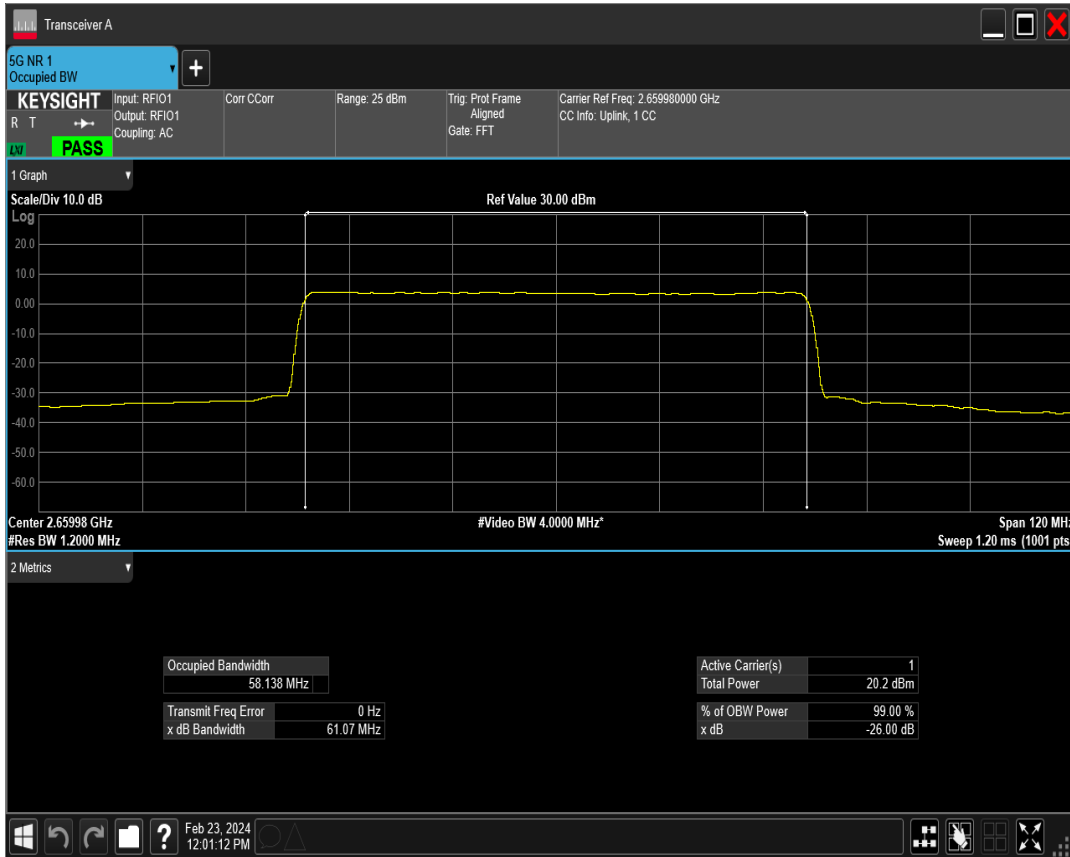 Transceiver A
5G NR 1
Occupied BW
+
KEYSIGHT
R T
LXI
PASS
Input: RFIO1
Output: RFIO1
Coupling: AC
Corr CCorr
Range: 25 dBm
Trig: Prot Frame
Aligned
Gate: FFT
Carrier Ref Freq: 2.659980000 GHz
CC Info: Uplink, 1 CC
1 Graph
Scale/Div 10.0 dB
Ref Value 30.00 dBm
Log
20.0
10.0
0.00
-10.0
-20.0
-30.0
-40.0
-50.0
-60.0
Center 2.65998 GHz
#Video BW 4.0000 MHz*
Span 120 MHz
#Res BW 1.2000 MHz
Sweep 1.20 ms (1001 pts
2 Metrics
Occupied Bandwidth
58.138 MHz
Transmit Freq Error 0 Hz
x dB Bandwidth 61.07 MHz
Active Carrier(s) 1
Total Power 20.2 dBm
% of OBW Power 99.00 %
x dB -26.00 dB
?
Feb 23, 2024
12:01:12 PM